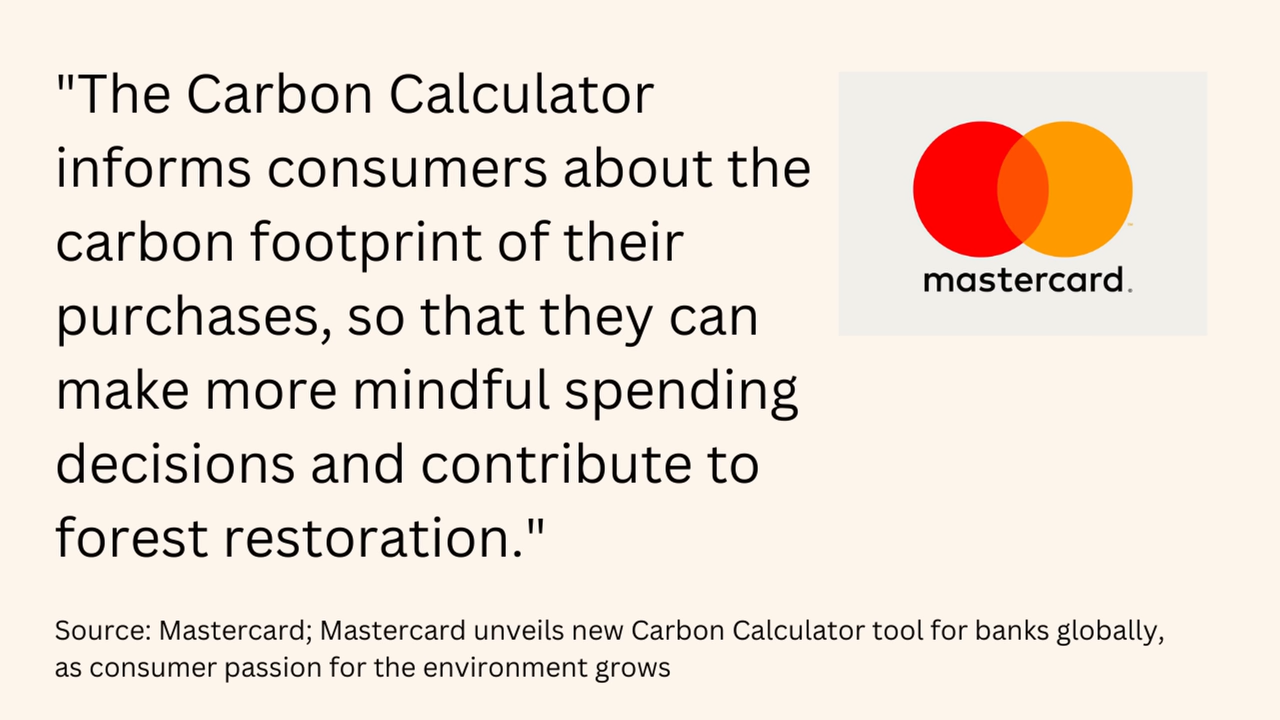 "The Carbon Calculator
informs consumers about the
carbon footprint of their
purchases, so that they can
make more mindful spending
decisions and contribute to
forest restoration."
mastercard.
Source: Mastercard; Mastercard unveils new Carbon Calculator tool for banks globally,
as consumer passion for the environment grows